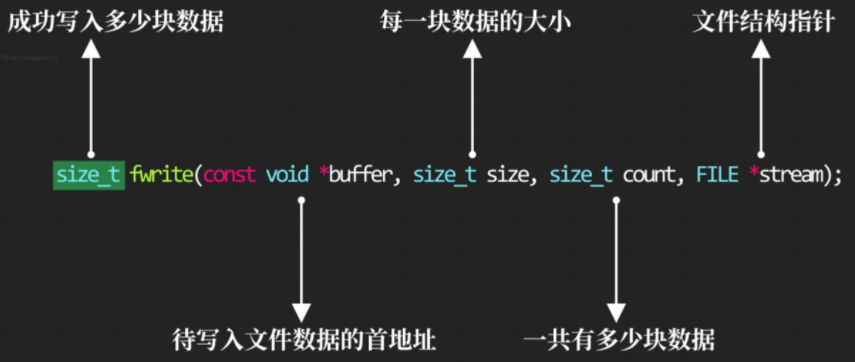 成功写入多少块数据 每一块数据的大小 文件结构指针
size_t fwrite(const void *buffer, size_t size, size_t count, FILE *stream);
待写入文件数据的首地址 一共有多少块数据